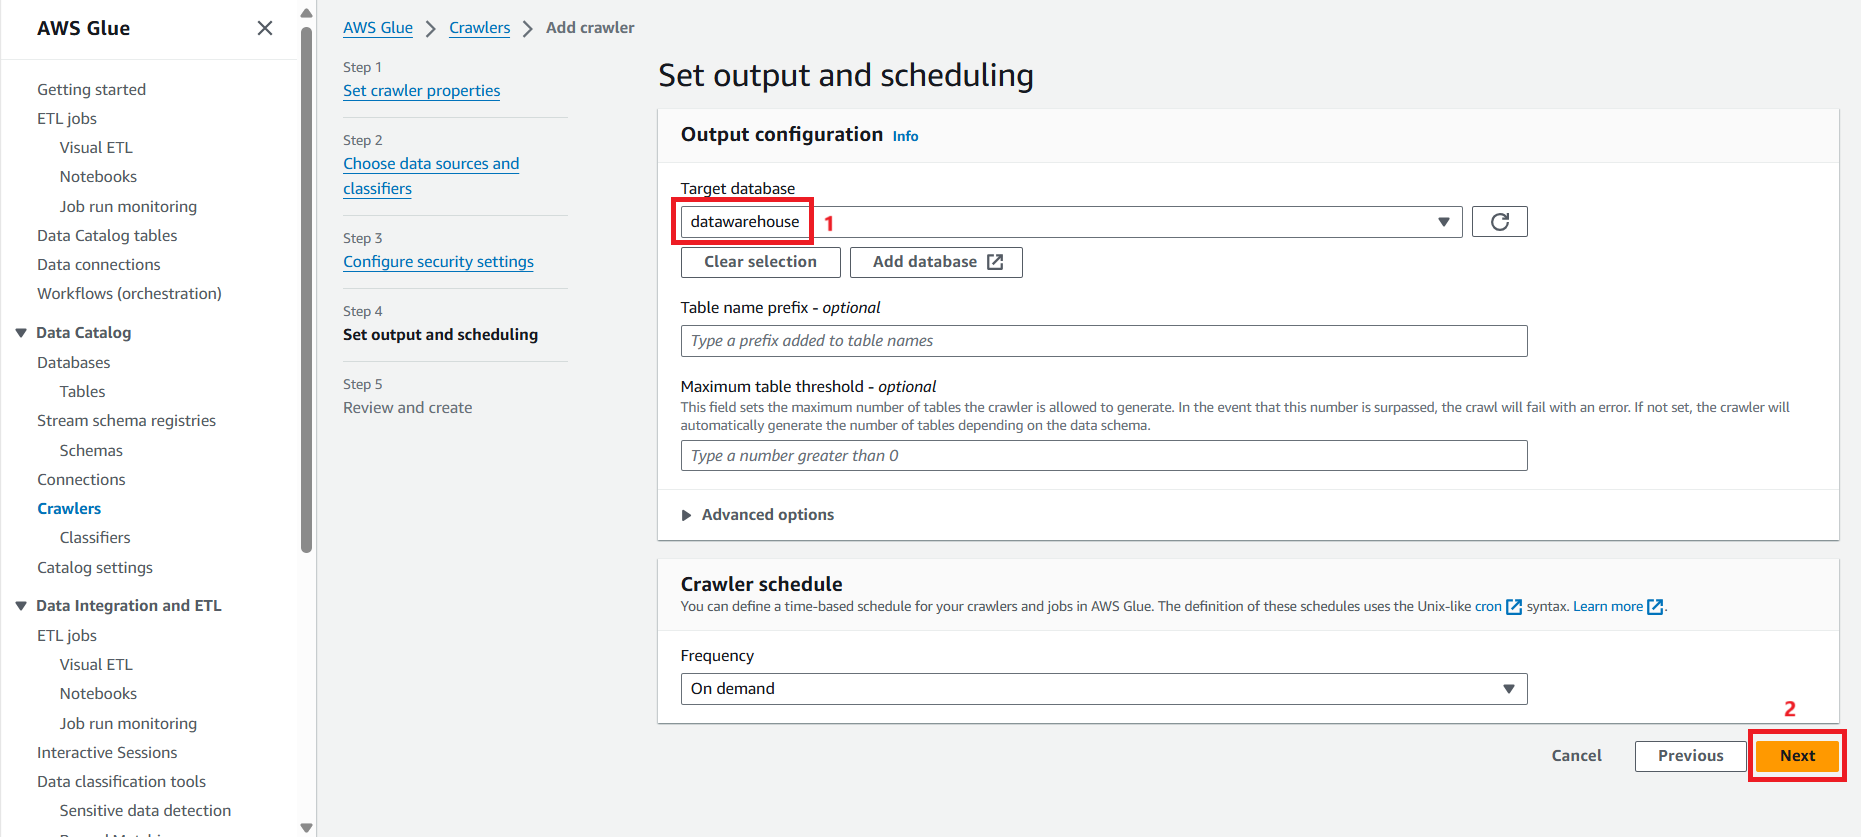 AWS Glue
Getting started
ETL jobs
Visual ETL
Notebooks
Job run monitoring
Data Catalog tables
Data connections
Workflows (orchestration)
Data Catalog
Databases
Tables
Stream schema registries
Schemas
Connections
Crawlers
Classifiers
Catalog settings
Data Integration and ETL
ETL jobs
Visual ETL
Notebooks
Job run monitoring
Interactive Sessions
Data classification tools
Sensitive data detection
AWS Glue > Crawlers > Add crawler
Step 1
Set crawler properties
Step 2
Choose data sources and
classifiers
Step 3
Configure security settings
Step 4
Set output and scheduling
Step 5
Review and create
Set output and scheduling
Output configuration Info
Target database
datawarehouse 1
Clear selection Add database
Table name prefix - optional
Type a prefix added to table names
Maximum table threshold - optional
This field sets the maximum number of tables the crawler is allowed to generate. In the event that this number is surpassed, the crawl will fail with an error. If not set, the crawler will
automatically generate the number of tables depending on the data schema.
Type a number greater than 0
Advanced options
Crawler schedule
You can define a time-based schedule for your crawlers and jobs in AWS Glue. The definition of these schedules uses the Unix-like cron syntax. Learn more.
Frequency
On demand
2
Cancel Previous Next